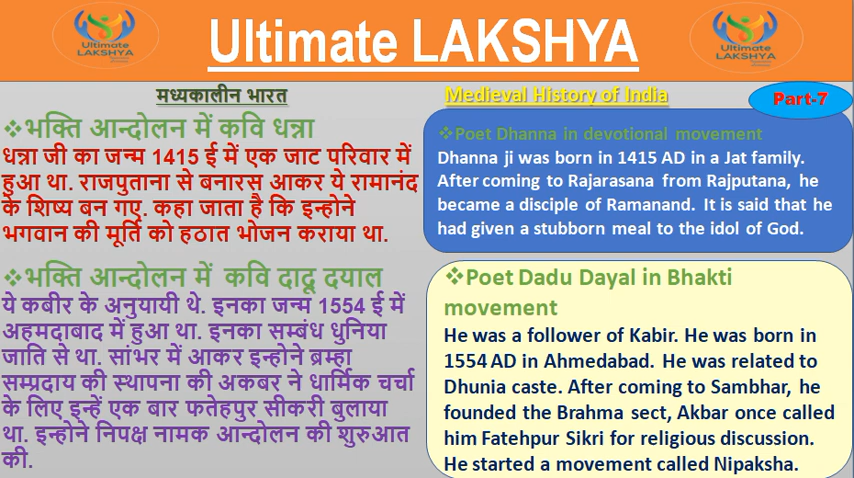 Ultimate LAKSHYA
Ultimate
LAKSHYA
Ultimate
LAKSHYA
मध्यकालीन भारत
❖भक्ति आन्दोलन में कवि धन्ना
धन्ना जी का जन्म 1415 ई में एक जाट परिवार में
हुआ था. राजपुताना से बनारस आकर ये रामानंद
के शिष्य बन गए. कहा जाता है कि इन्होने
भगवान की मूर्ति को हठात भोजन कराया था.
❖भक्ति आन्दोलन में कवि दादू दयाल
ये कबीर के अनुयायी थे. इनका जन्म 1554 ई में
अहमदाबाद में हुआ था. इनका सम्बंध धुनिया
जाति से था. सांभर में आकर इन्होने ब्रम्हा
सम्प्रदाय की स्थापना की अकबर ने धार्मिक चर्चा
के लिए इन्हें एक बार फतेहपुर सीकरी बुलाया
था. इन्होने निपक्ष नामक आन्दोलन की शुरुआत
की.
Medieval History of India
Part-7
❖Poet Dhanna in devotional movement
Dhanna ji was born in 1415 AD in a Jat family.
After coming to Rajarasana from Rajputana, he
became a disciple of Ramanand. It is said that he
had given a stubborn meal to the idol of God.
❖Poet Dadu Dayal in Bhakti
movement
He was a follower of Kabir. He was born in
1554 AD in Ahmedabad. He was related to
Dhunia caste. After coming to Sambhar, he
founded the Brahma sect, Akbar once called
him Fatehpur Sikri for religious discussion.
He started a movement called Nipaksha.